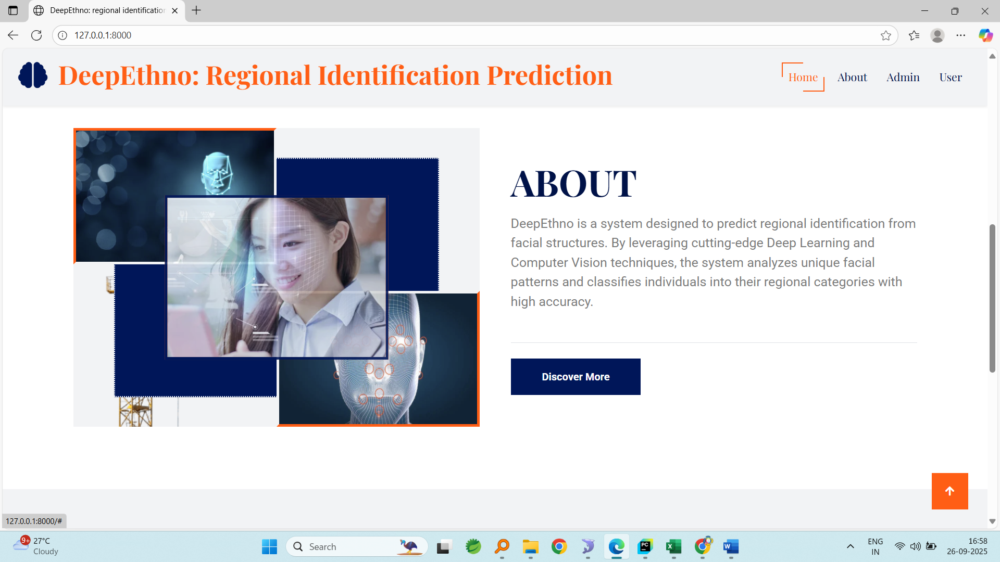 DeepEthno: regional identification
127.0.0.1:8000
DeepEthno: Regional Identification Prediction
Home
About
Admin
User
ABOUT
DeepEthno is a system designed to predict regional identification from
facial structures. By leveraging cutting-edge Deep Learning and
Computer Vision techniques, the system analyzes unique facial
patterns and classifies individuals into their regional categories with
high accuracy.
Discover More
127.0.0.1:8000/#
9+
27°C
Cloudy
Search
PC
X
W
ENG
IN
16:58
26-09-2025